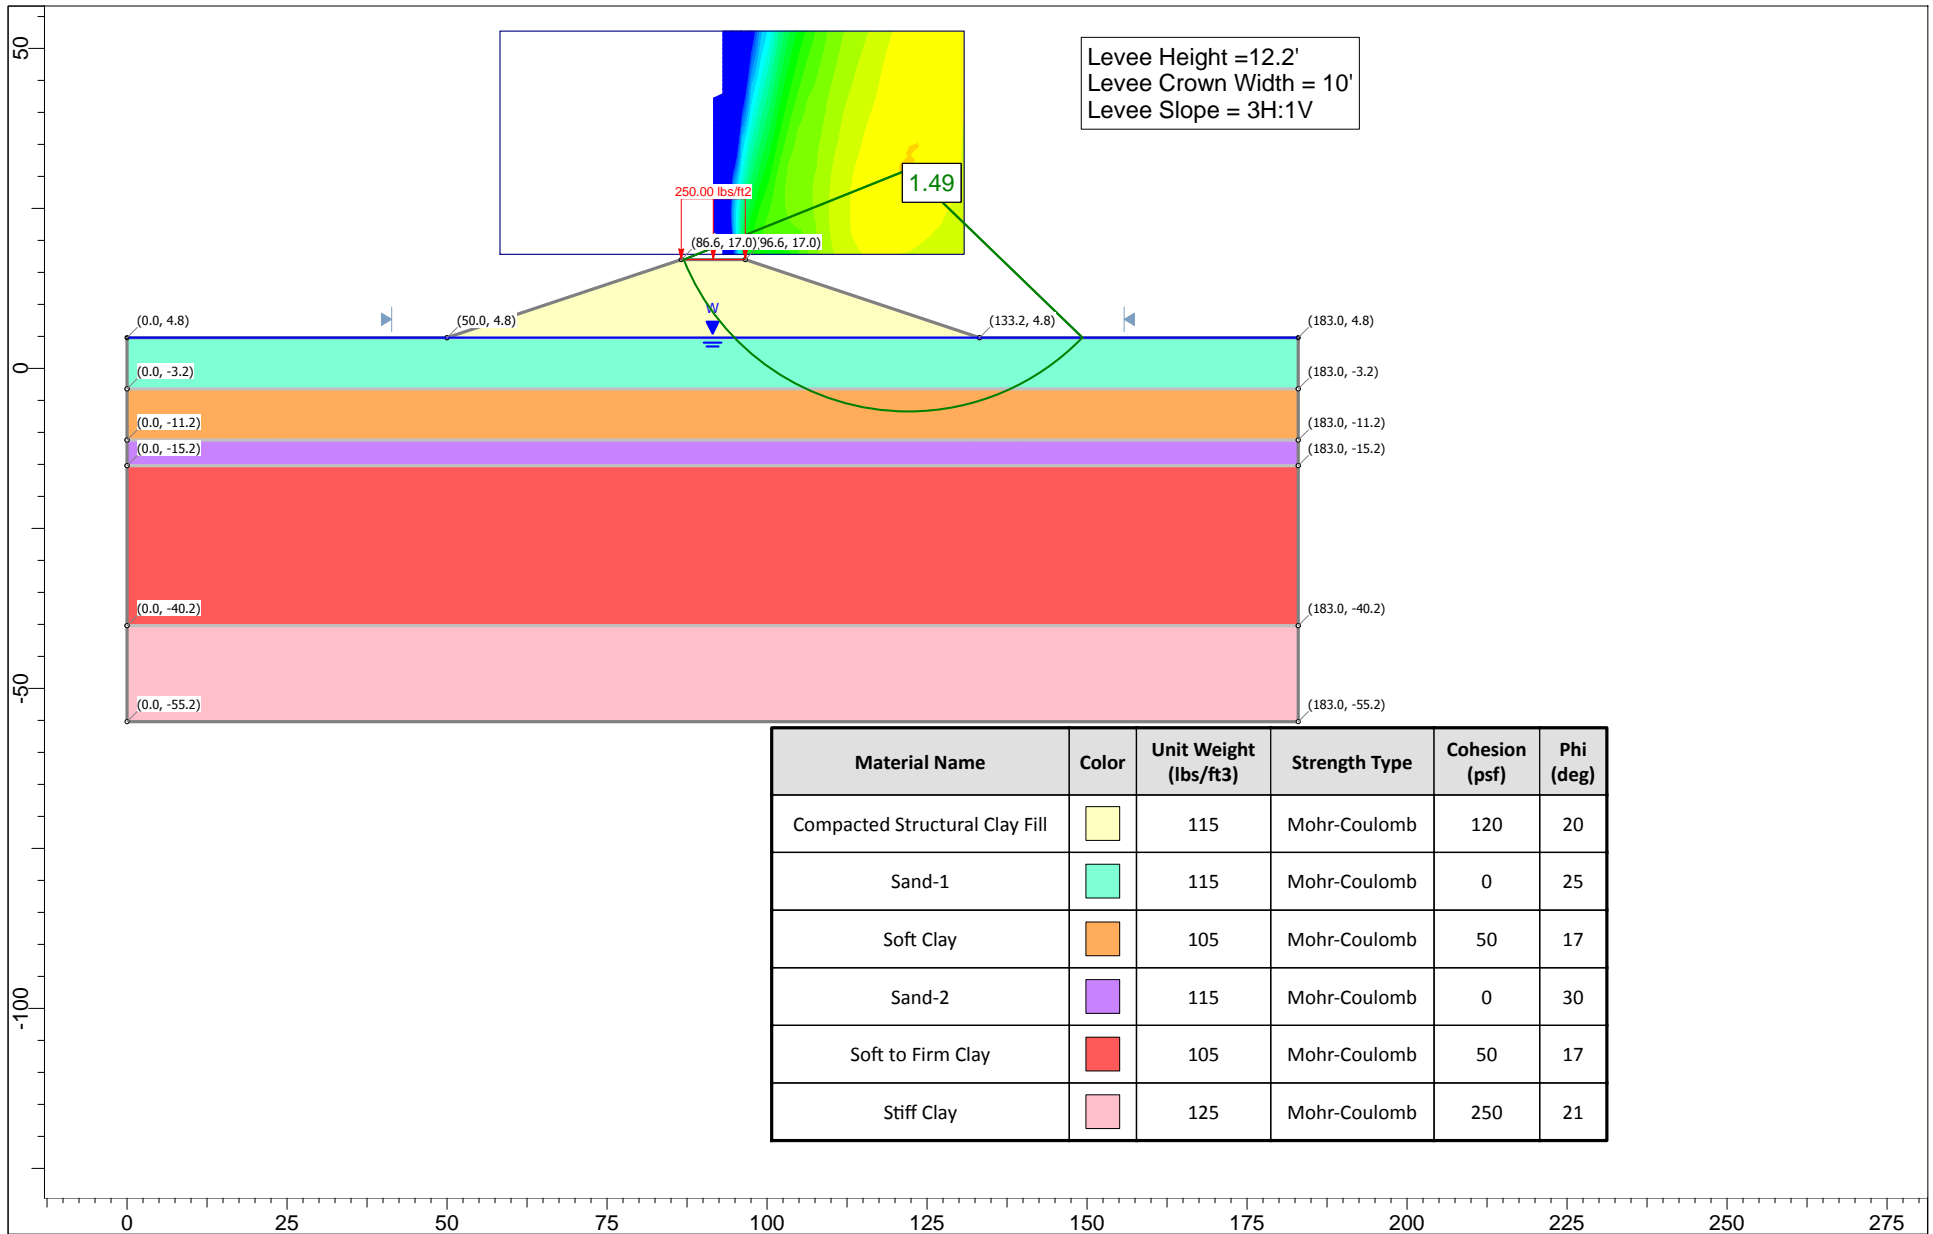 50
0
-50
-100
Levee Height =12.2'
Levee Crown Width = 10'
Levee Slope = 3H:1V
1.49
250.00 lbs/ft2
(86.6, 17.0)
(96.6, 17.0)
W
(0.0, 4.8)
(50.0, 4.8)
(133.2, 4.8)
(183.0, 4.8)
(0.0, -3.2)
(183.0, -3.2)
(0.0, -11.2)
(183.0, -11.2)
(0.0, -15.2)
(183.0, -15.2)
(0.0, -40.2)
(183.0, -40.2)
(0.0, -55.2)
(183.0, -55.2)
Material Name Color Unit Weight (lbs/ft3) Strength Type Cohesion (psf) Phi (deg)
Compacted Structural Clay Fill 115 Mohr-Coulomb 120 20
Sand-1 115 Mohr-Coulomb 0 25
Soft Clay 105 Mohr-Coulomb 50 17
Sand-2 115 Mohr-Coulomb 0 30
Soft to Firm Clay 105 Mohr-Coulomb 50 17
Stiff Clay 125 Mohr-Coulomb 250 21
0 25 50 75 100 125 150 175 200 225 250 275